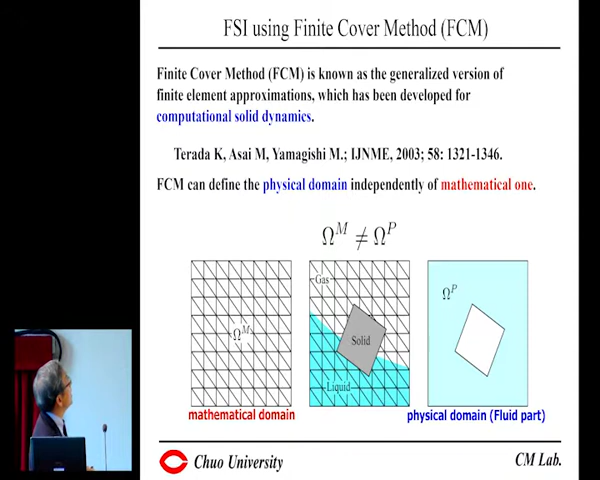 FSI using Finite Cover Method (FCM)
Finite Cover Method (FCM) is known as the generalized version of
finite element approximations, which has been developed for
computational solid dynamics.
Terada K, Asai M, Yamagishi M.; IJNME, 2003; 58: 1321-1346.
FCM can define the physical domain independently of mathematical one.
Ω^M ≠ Ω^P
Ω^M
Gas
Solid
Liquid
Ω^P
mathematical domain
physical domain (Fluid part)
Chuo University
CM Lab.